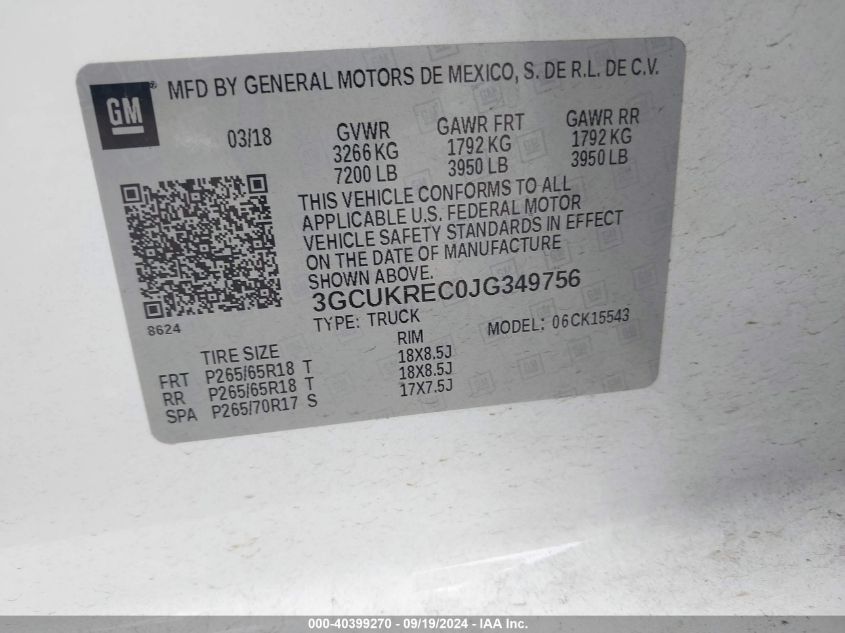 GM® MFD BY GENERAL MOTORS DE MEXICO, S. DE R.L. DE C.V.
03/18 GVWR GAWR FRT GAWR RR
3266 KG 1792 KG 1792 KG
7200 LB 3950 LB 3950 LB
THIS VEHICLE CONFORMS TO ALL
APPLICABLE U.S. FEDERAL MOTOR
VEHICLE SAFETY STANDARDS IN EFFECT
ON THE DATE OF MANUFACTURE
SHOWN ABOVE.
3GCUKREC0JG349756
8624
TYPE: TRUCK MODEL: 06CK15543
TIRE SIZE RIM
FRT P265/65R18 T 18X8.5J
RR P265/65R18 T 18X8.5J
SPA P265/70R17 S 17X7.5J
000-40399270 - 09/19/2024 - IAA Inc.